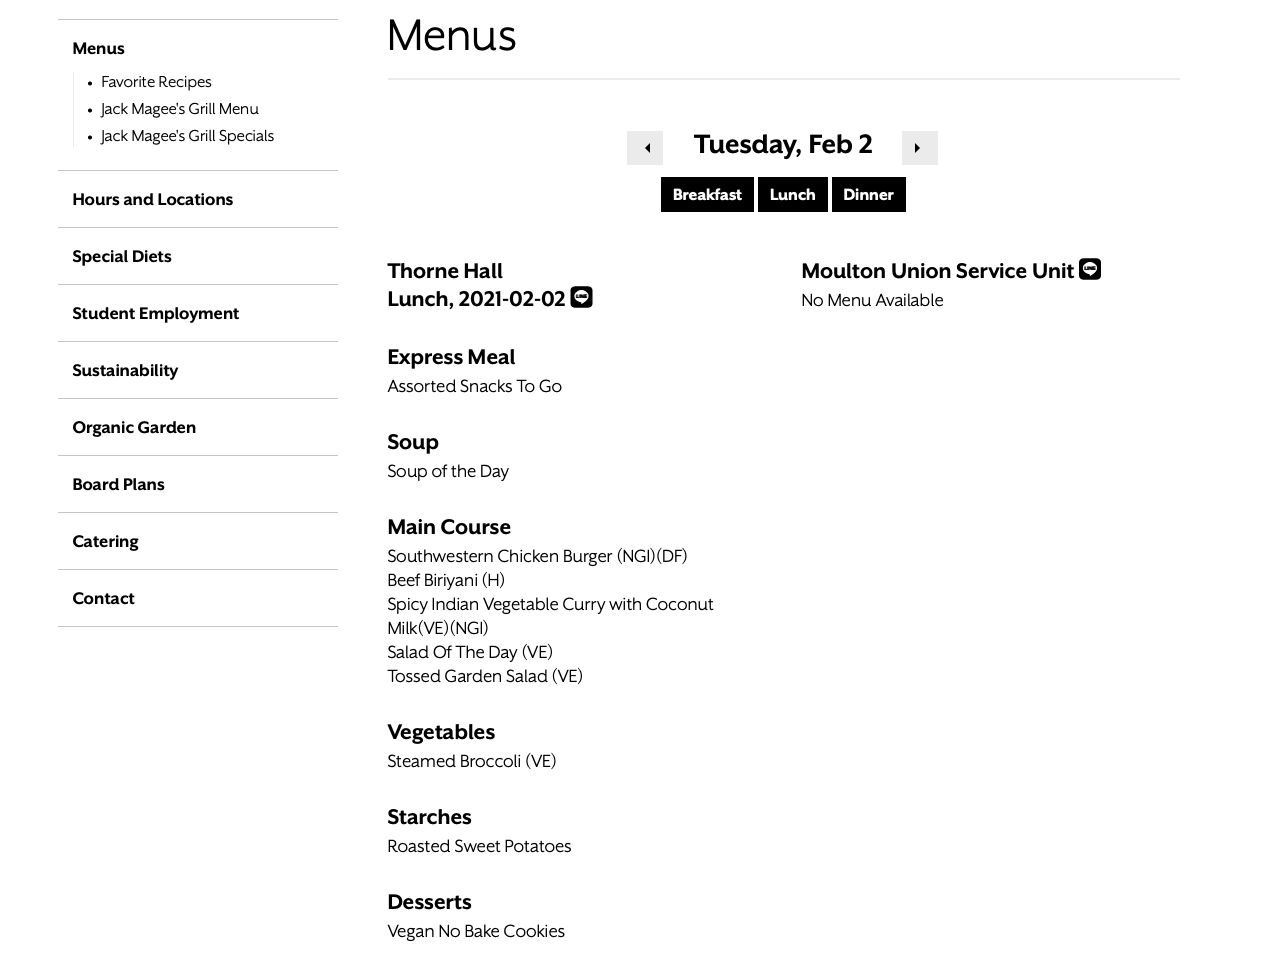 Menus
Favorite Recipes
Jack Magee's Grill Menu
Jack Magee's Grill Specials
Hours and Locations
Special Diets
Student Employment
Sustainability
Organic Garden
Board Plans
Catering
Contact
Menus
Tuesday, Feb 2
Breakfast
Lunch
Dinner
Thorne Hall
Lunch, 2021-02-02
Express Meal
Assorted Snacks To Go
Soup
Soup of the Day
Main Course
Southwestern Chicken Burger (NGI)(DF)
Beef Biriyani (H)
Spicy Indian Vegetable Curry with Coconut
Milk(VE)(NGI)
Salad Of The Day (VE)
Tossed Garden Salad (VE)
Vegetables
Steamed Broccoli (VE)
Starches
Roasted Sweet Potatoes
Desserts
Vegan No Bake Cookies
Moulton Union Service Unit
No Menu Available